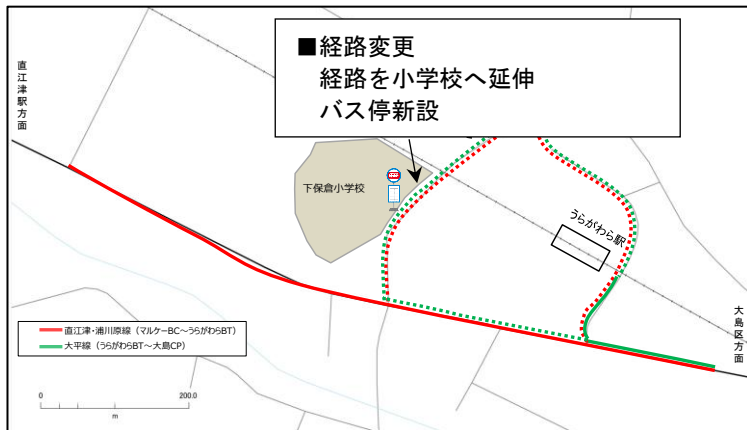 ■経路変更
経路を小学校へ延伸
バス停新設
直江津駅方面
下保倉小学校
うらがわら駅
大島区方面
直江津・浦川原線（マルケーBC～うらがわらBT）
大平線（うらがわらBT～大島CP）
0
200.0
m